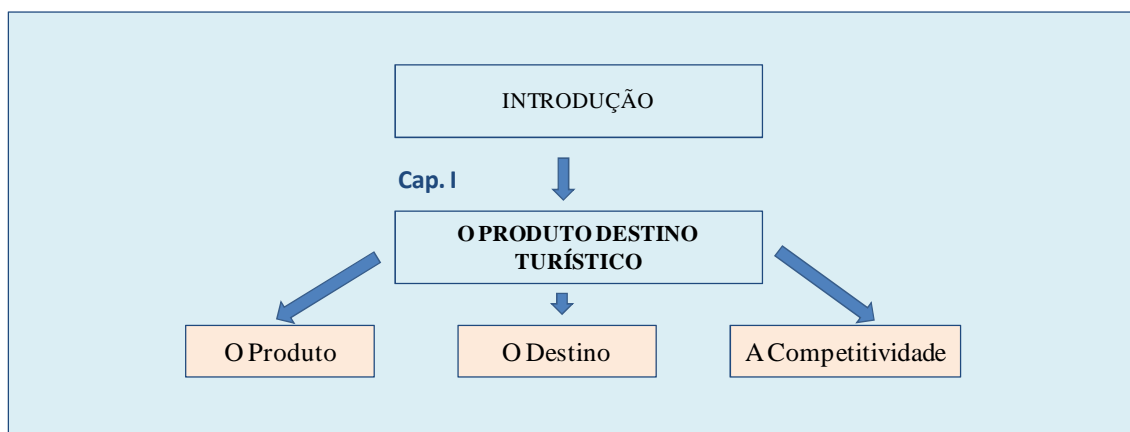 INTRODUÇÃO
Cap. I
O PRODUTO DESTINO
TURÍSTICO
O Produto
O Destino
A Competitividade